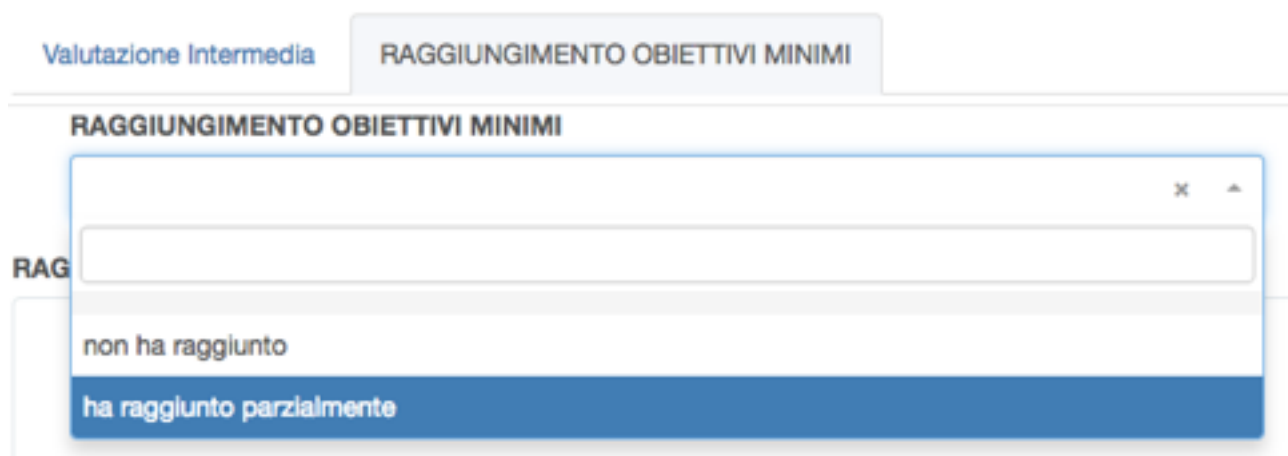 Valutazione Intermedia RAGGIUNGIMENTO OBIETTIVI MINIMI
RAGGIUNGIMENTO OBIETTIVI MINIMI
RAG
non ha raggiunto
ha raggiunto parzialmente